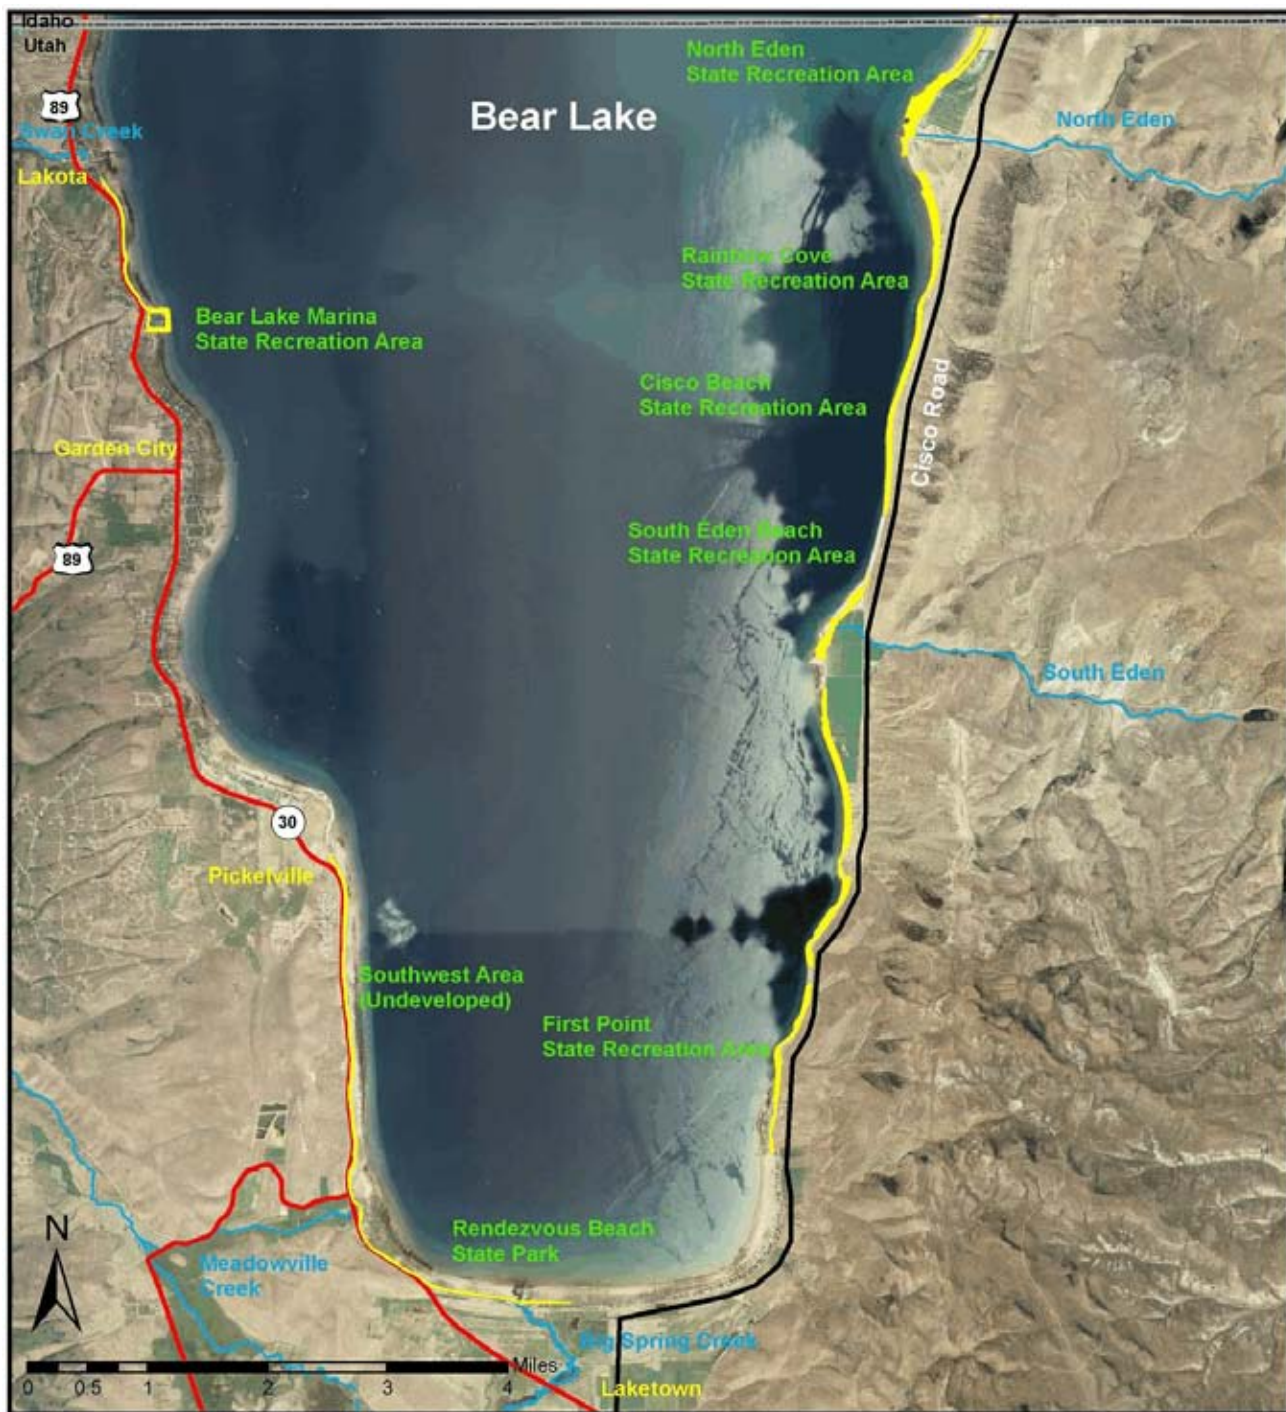 Idaho
Utah
North Eden
State Recreation Area
89
Bear Lake
North Eden
Swan Creek
Lakota
Rainbow Cove
State Recreation Area
Bear Lake Marina
State Recreation Area
Cisco Beach
State Recreation Area
Cisco Road
Garden City
89
South Eden Beach
State Recreation Area
South Eden
30
Pickelville
Southwest Area
(Undeveloped)
First Point
State Recreation Area
N
Rendezvous Beach
State Park
Meadowville
Creek
Big Spring Creek
Miles
0 0.5 1 2 3 4
Laketown